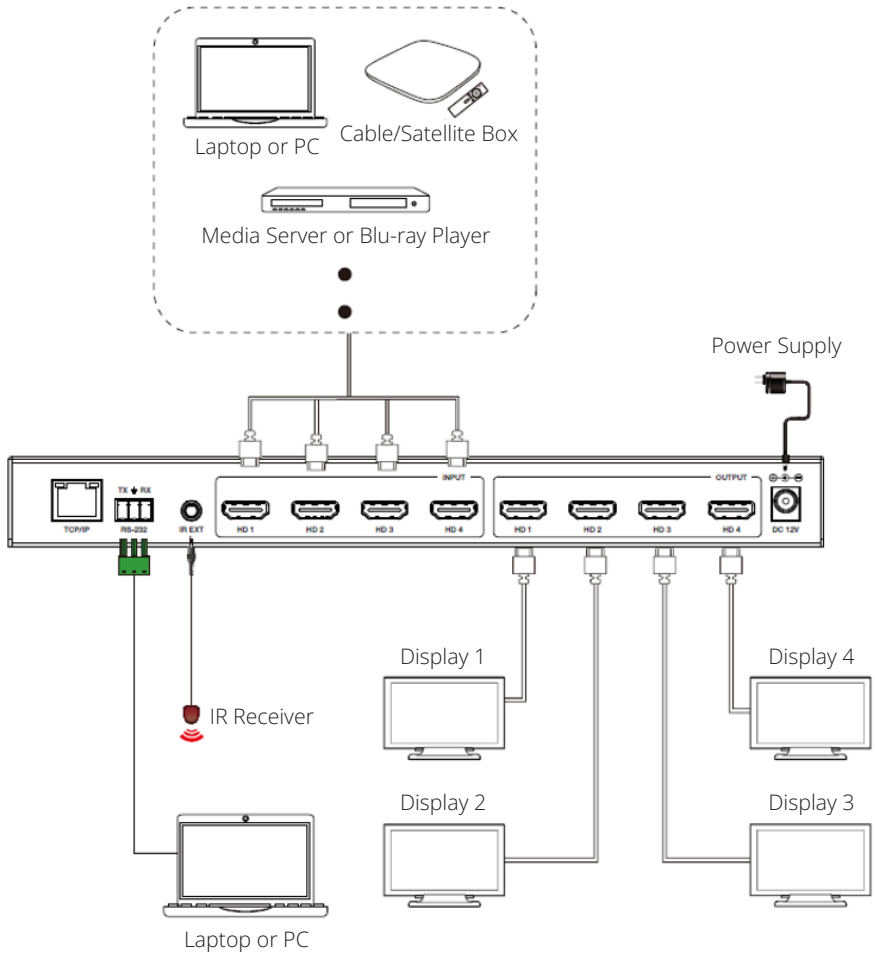 Laptop or PC
Cable/Satellite Box
Media Server or Blu-ray Player
Power Supply
INPUT
OUTPUT
TX RX
TCP/IP
RS-232
IR EXT
HD 1
HD 2
HD 3
HD 4
HD 1
HD 2
HD 3
HD 4
DC 12V
Display 1
Display 4
IR Receiver
Display 2
Display 3
Laptop or PC